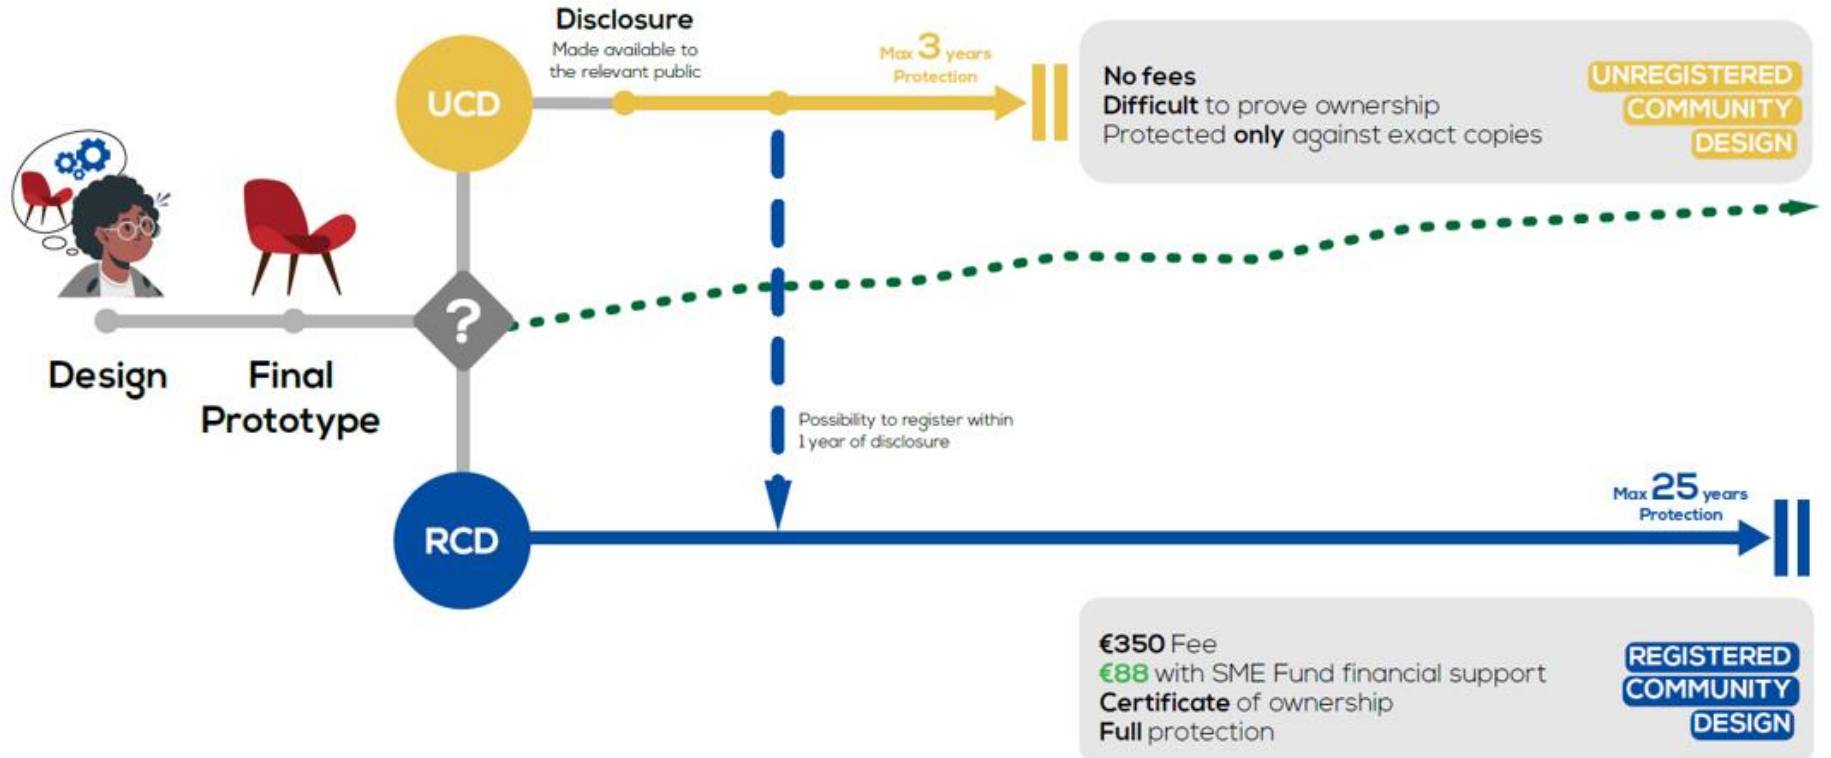 Disclosure
Made available to
the relevant public
UCD
Max 3 years
Protection
No fees
Difficult to prove ownership
Protected only against exact copies
UNREGISTERED
COMMUNITY
DESIGN
?
Design
Final
Prototype
Possibility to register within
1 year of disclosure
RCD
Max 25 years
Protection
€350 Fee
€88 with SME Fund financial support
Certificate of ownership
Full protection
REGISTERED
COMMUNITY
DESIGN